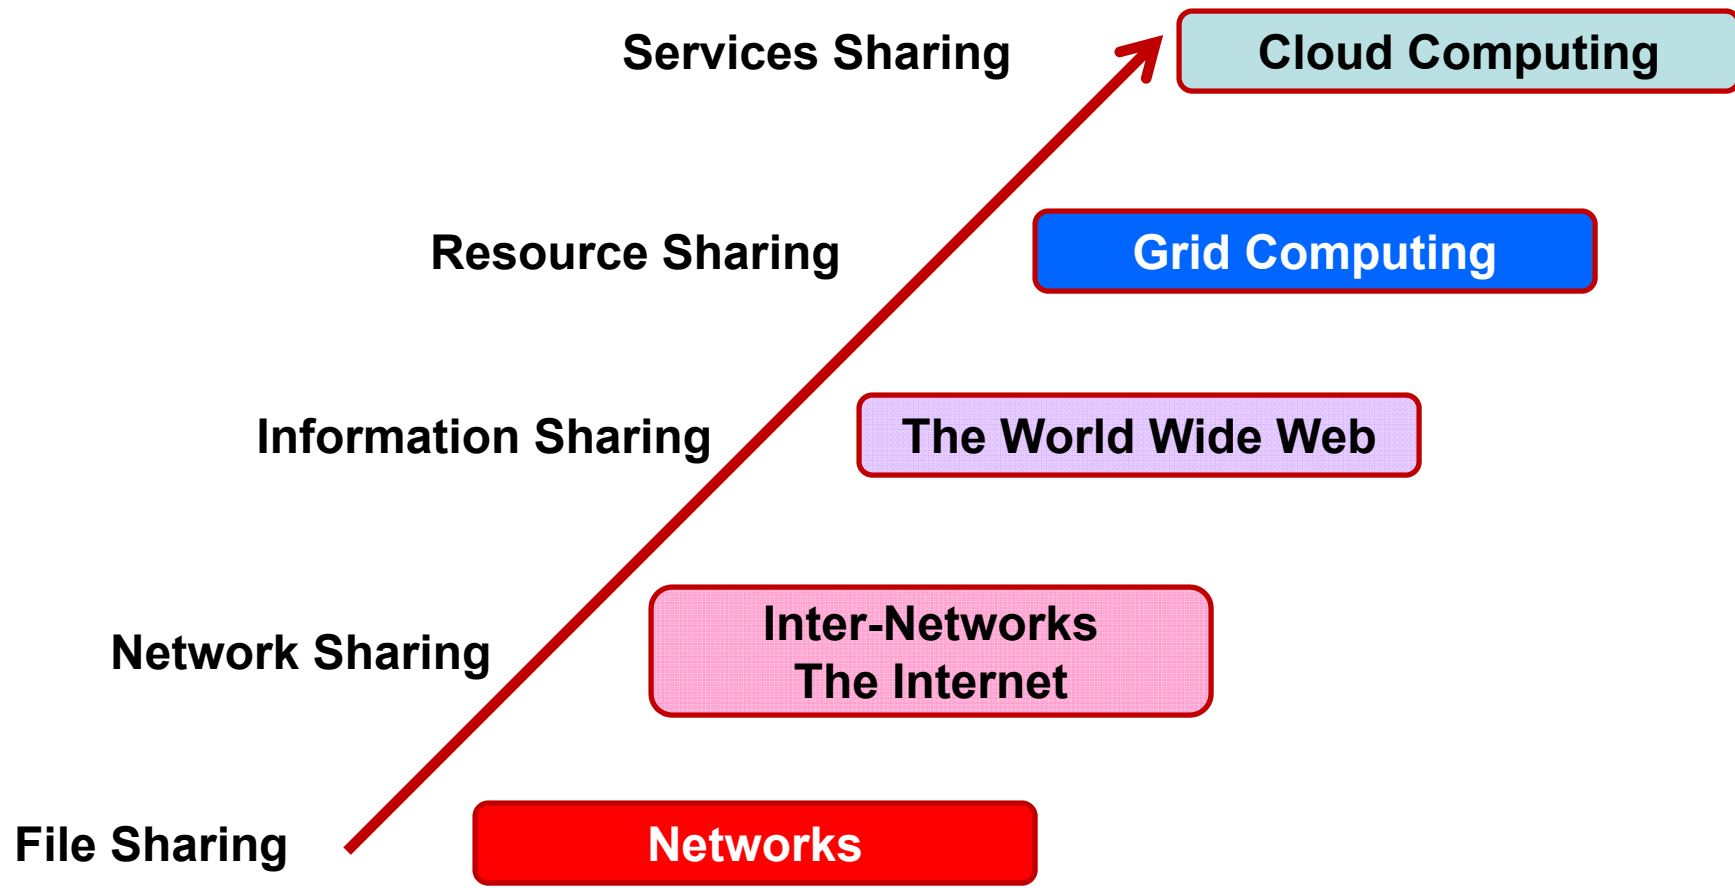 Services Sharing
Cloud Computing
Resource Sharing
Grid Computing
Information Sharing
The World Wide Web
Network Sharing
Inter-Networks
The Internet
File Sharing
Networks